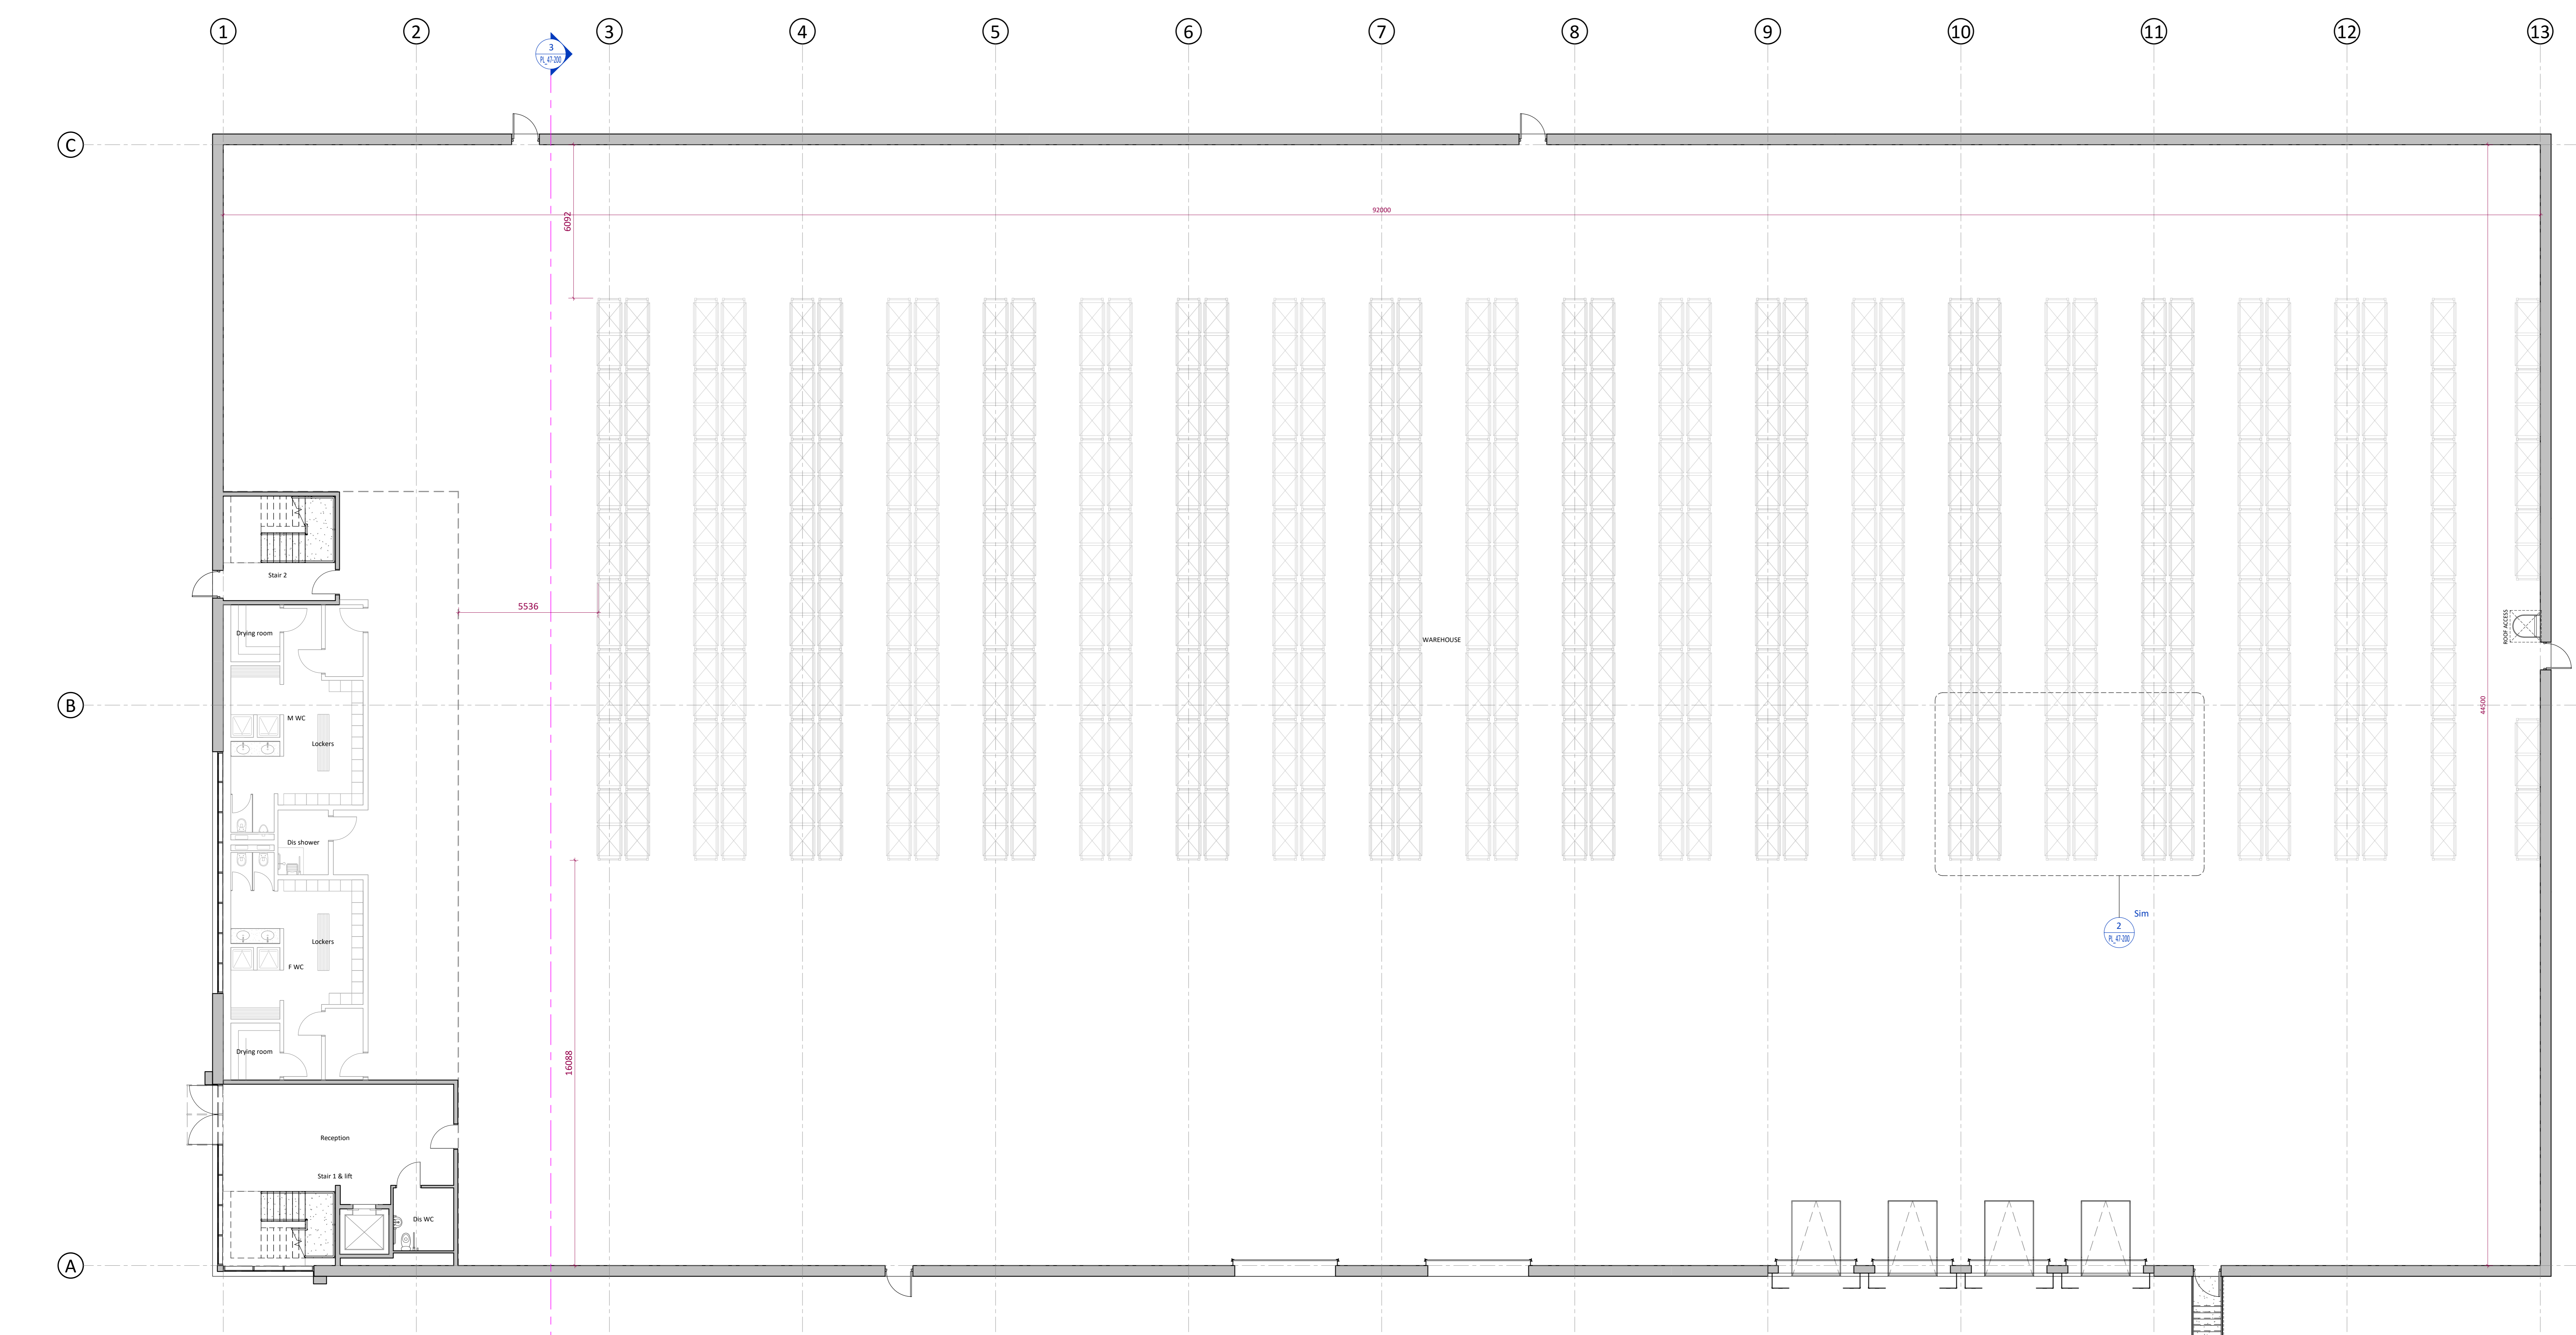 1 2 3 4 5 6 7 8 9 10 11 12 13
3
PL_47-200
C
92000
6092
Stair 2
5536
Drying room
WAREHOUSE
ROOF ACCESS
B
44500
M WC
Lockers
Dis shower
Sim
2
PL_47-200
Lockers
F WC
Drying room
16088
Reception
Stair 1 & lift
Dis WC
A